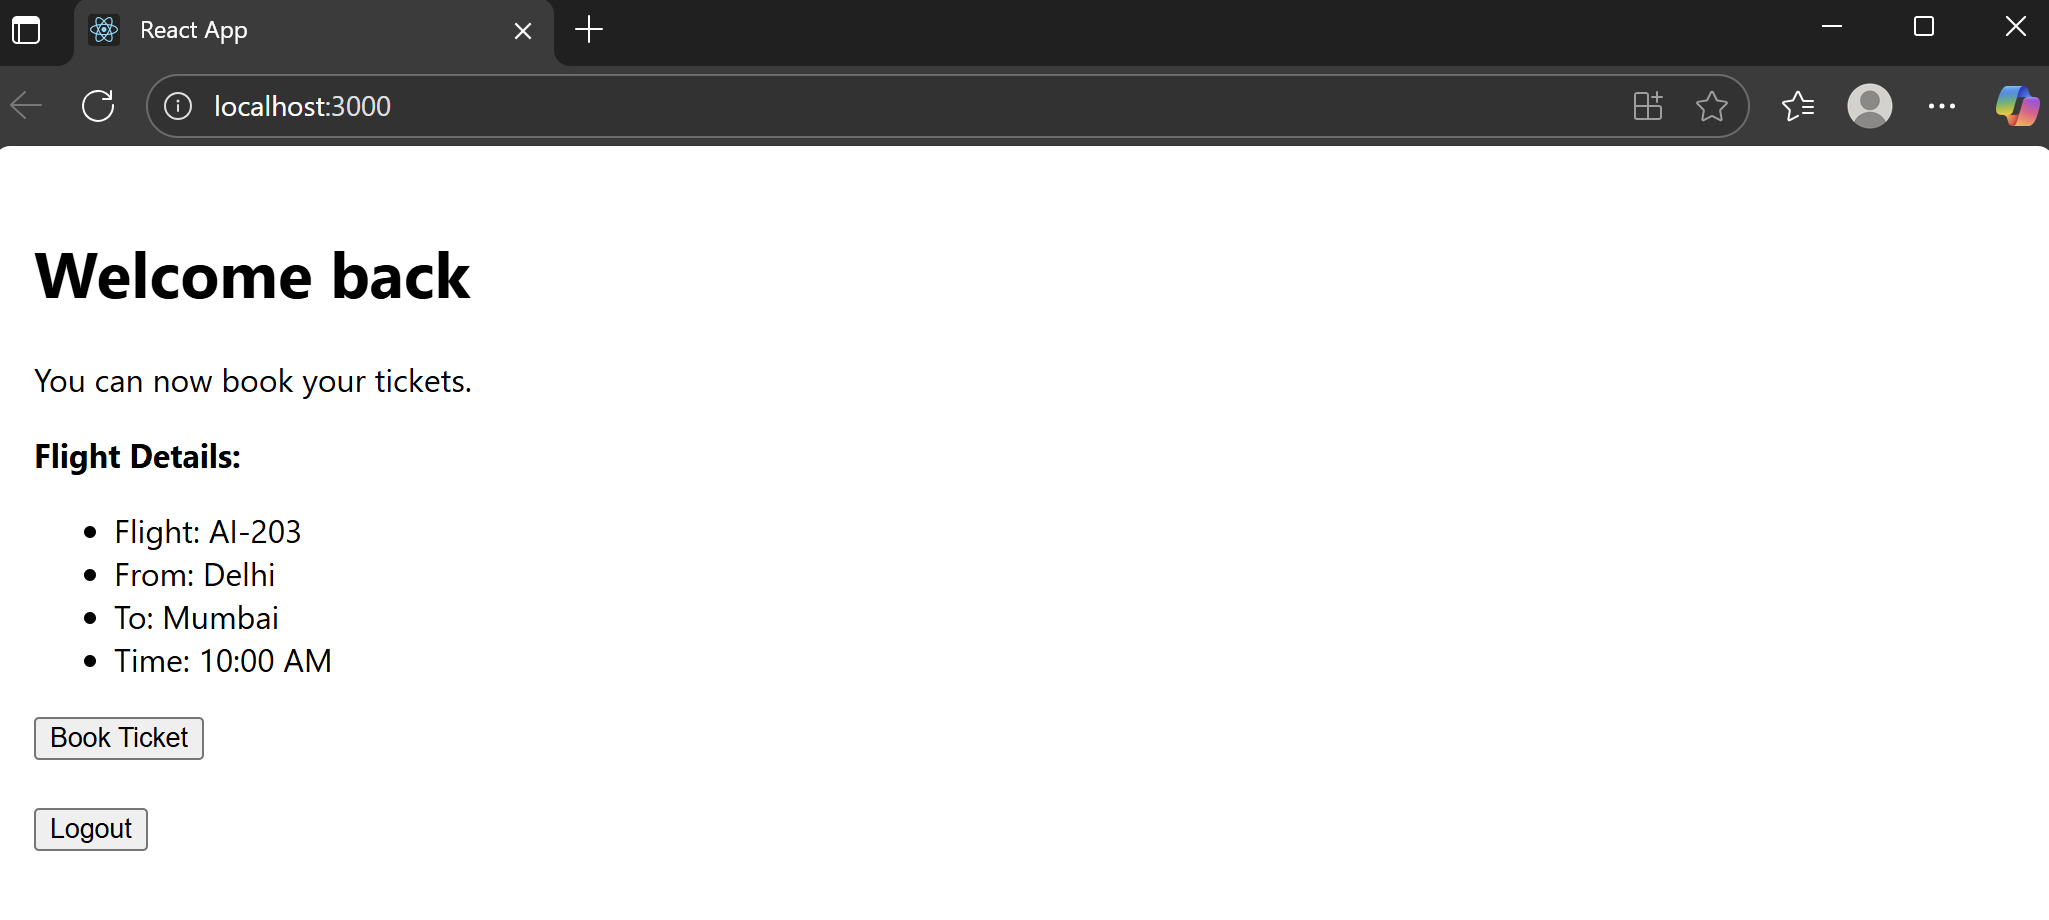 React App
localhost:3000
Welcome back
You can now book your tickets.
Flight Details:
Flight: AI-203
From: Delhi
To: Mumbai
Time: 10:00 AM
Book Ticket
Logout